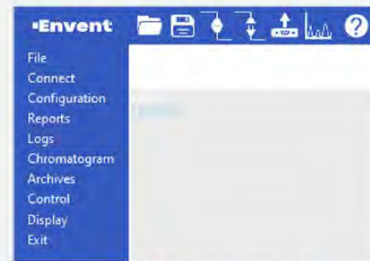 Envent
File
Connect
Configuration
Reports
Logs
Chromatogram
Archives
Control
Display
Exit